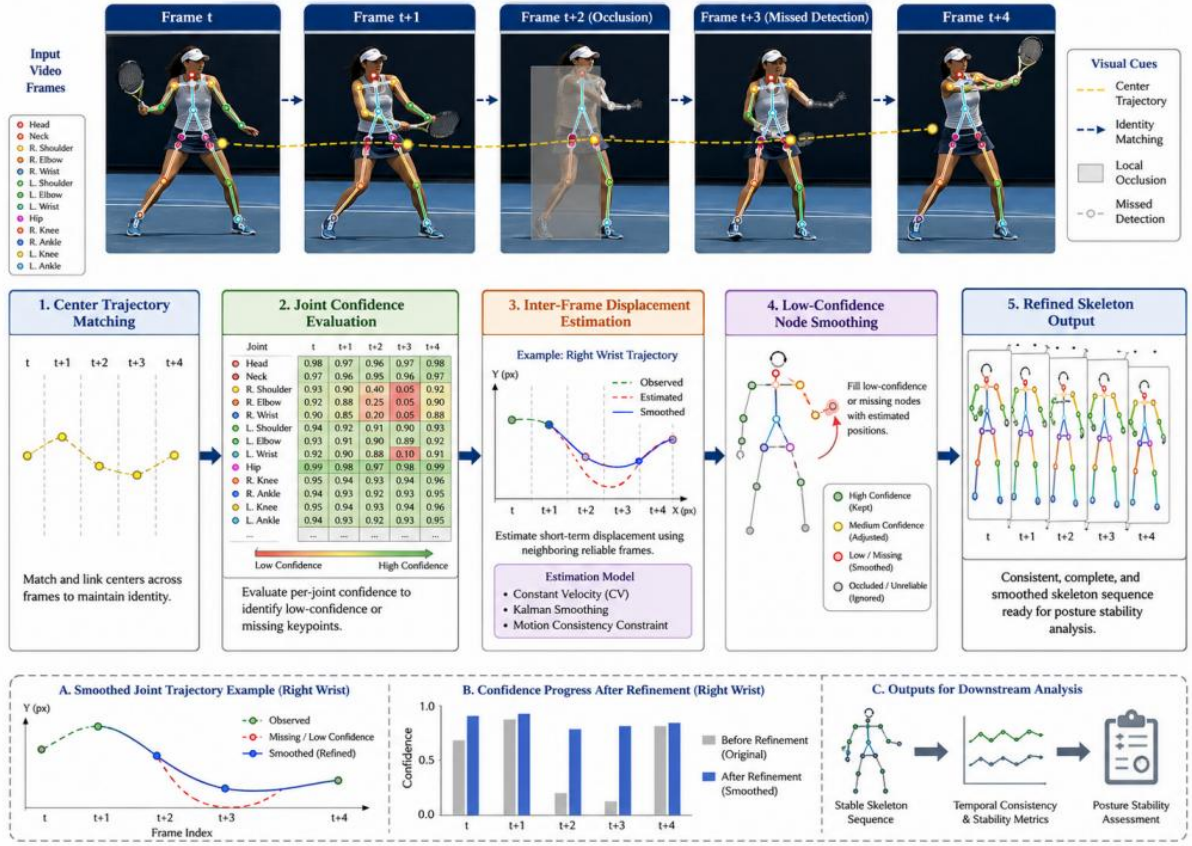 Frame t
Frame t+1
Frame t+2 (Occlusion)
Frame t+3 (Missed Detection)
Frame t+4
Input
Video
Frames
Head
Neck
R. Shoulder
R. Elbow
R. Wrist
L. Shoulder
L. Elbow
L. Wrist
Hip
R. Knee
R. Ankle
L. Knee
L. Ankle
Visual Cues
Center
Trajectory
Identity
Matching
Local
Occlusion
Missed
Detection
1. Center Trajectory
Matching
t t+1 t+2 t+3 t+4
Match and link centers across
frames to maintain identity.
2. Joint Confidence
Evaluation
Joint t t+1 t+2 t+3 t+4
Head 0.98 0.97 0.96 0.97 0.98
Neck 0.97 0.96 0.95 0.96 0.97
R. Shoulder 0.93 0.90 0.40 0.05 0.92
R. Elbow 0.92 0.88 0.25 0.05 0.90
R. Wrist 0.90 0.85 0.20 0.05 0.88
L. Shoulder 0.94 0.92 0.91 0.90 0.93
L. Elbow 0.93 0.91 0.90 0.89 0.92
L. Wrist 0.92 0.90 0.88 0.10 0.91
Hip 0.99 0.98 0.97 0.98 0.99
R. Knee 0.95 0.94 0.93 0.94 0.96
R. Ankle 0.94 0.93 0.92 0.93 0.95
L. Knee 0.95 0.94 0.93 0.94 0.96
L. Ankle 0.94 0.93 0.92 0.93 0.95
... ... ... ... ... ...
Low Confidence High Confidence
Evaluate per-joint confidence to
identify low-confidence or
missing keypoints.
3. Inter-Frame Displacement
Estimation
Example: Right Wrist Trajectory
Y (px)
Observed
Estimated
Smoothed
t t+1 t+2 t+3 t+4 X (px)
Estimate short-term displacement using
neighboring reliable frames.
Estimation Model
• Constant Velocity (CV)
• Kalman Smoothing
• Motion Consistency Constraint
4. Low-Confidence
Node Smoothing
Fill low-confidence
or missing nodes
with estimated
positions.
High Confidence
(Kept)
Medium Confidence
(Adjusted)
Low / Missing
(Smoothed)
Occluded / Unreliable
(Ignored)
5. Refined Skeleton
Output
t t+1 t+2 t+3 t+4
Consistent, complete, and
smoothed skeleton sequence
ready for posture stability
analysis.
A. Smoothed Joint Trajectory Example (Right Wrist)
Y (px)
Observed
Missing / Low Confidence
Smoothed (Refined)
t t+1 t+2 t+3 t+4
Frame Index
B. Confidence Progress After Refinement (Right Wrist)
Confidence
1.0
0.5
0.0
t t+1 t+2 t+3 t+4
Before Refinement
(Original)
After Refinement
(Smoothed)
C. Outputs for Downstream Analysis
Stable Skeleton
Sequence
Temporal Consistency
& Stability Metrics
Posture Stability
Assessment